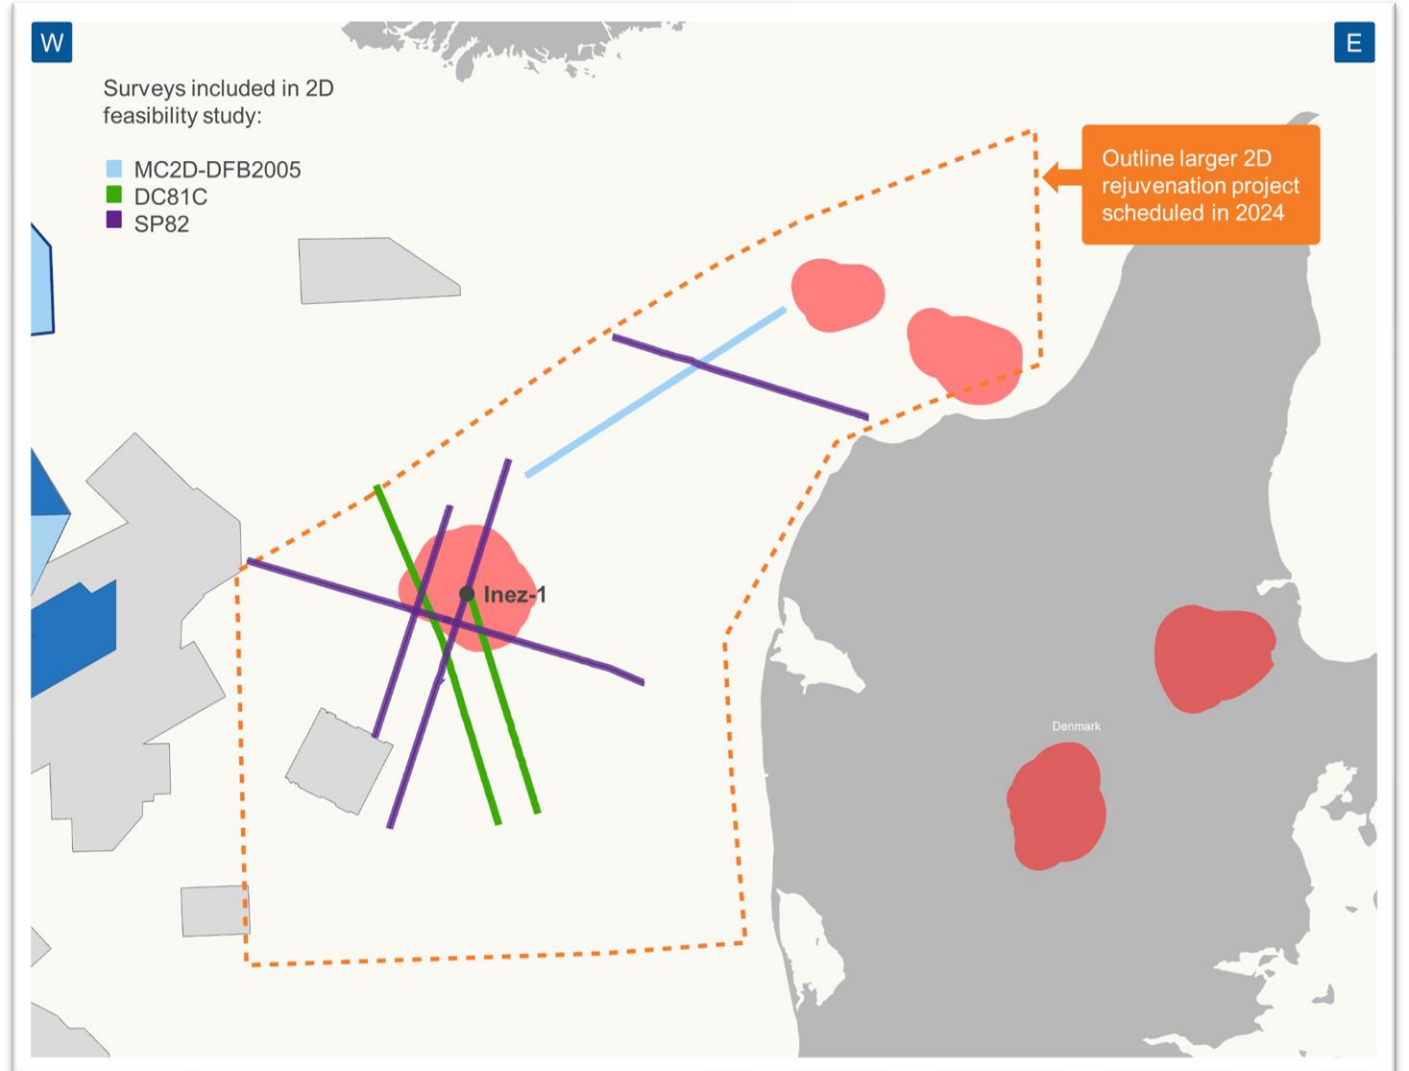 W
E
Surveys included in 2D
feasibility study:
MC2D-DFB2005
DC81C
SP82
Outline larger 2D
rejuvenation project
scheduled in 2024
Inez-1
Denmark